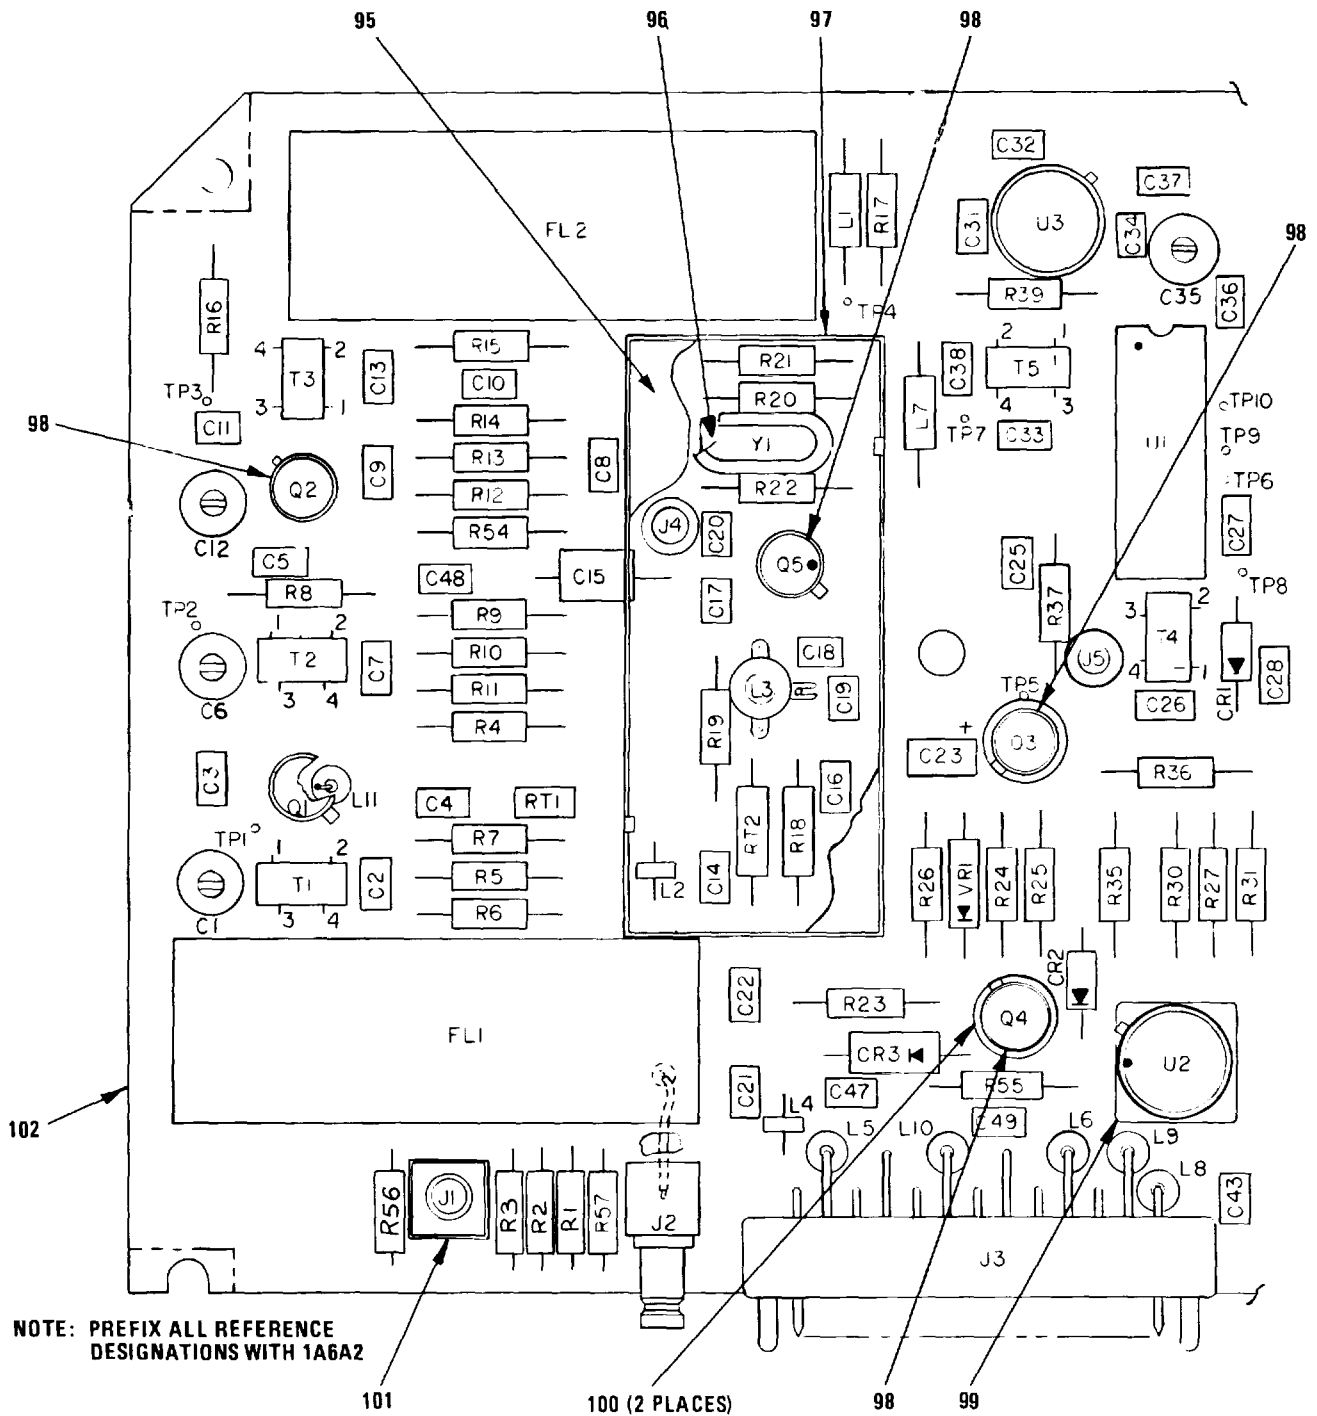 95
96
97
98
C32
C37
L1
R17
C31
U3
C34
98
FL2
R39
C35
C36
TP4
R16
4
2
R15
R21
2
1
T3
C13
C10
C38
T5
TP3
3
1
R20
L7
4
3
TP10
C11
R14
TP7
C33
TP9
98
Y1
U1
R13
C9
C8
Q2
R12
R22
TP6
C12
R54
J4
C20
C27
C5
C48
C15
Q5
C25
R8
C17
R37
TP8
TP2
1
2
R9
3
2
T2
C7
R10
C18
J5
T4
3
4
R11
L3
C19
4
1
CR1
C28
C6
R4
R19
TP5
C26
+
C3
C23
Q3
R36
Q1
L11
C4
RT1
C16
TP1
1
2
R7
RT2
R18
T1
C2
R5
C14
R26
VR1
R24
R25
R35
R30
R27
R31
L2
3
4
R6
C1
CR2
C22
R23
Q4
FL1
CR3
U2
C21
C47
R55
L4
C49
102
L5
L10
L6
L9
L8
R56
J1
R3
R2
R1
R57
J2
C43
J3
NOTE: PREFIX ALL REFERENCE
DESIGNATIONS WITH 1A6A2
101
100 (2 PLACES)
98
99